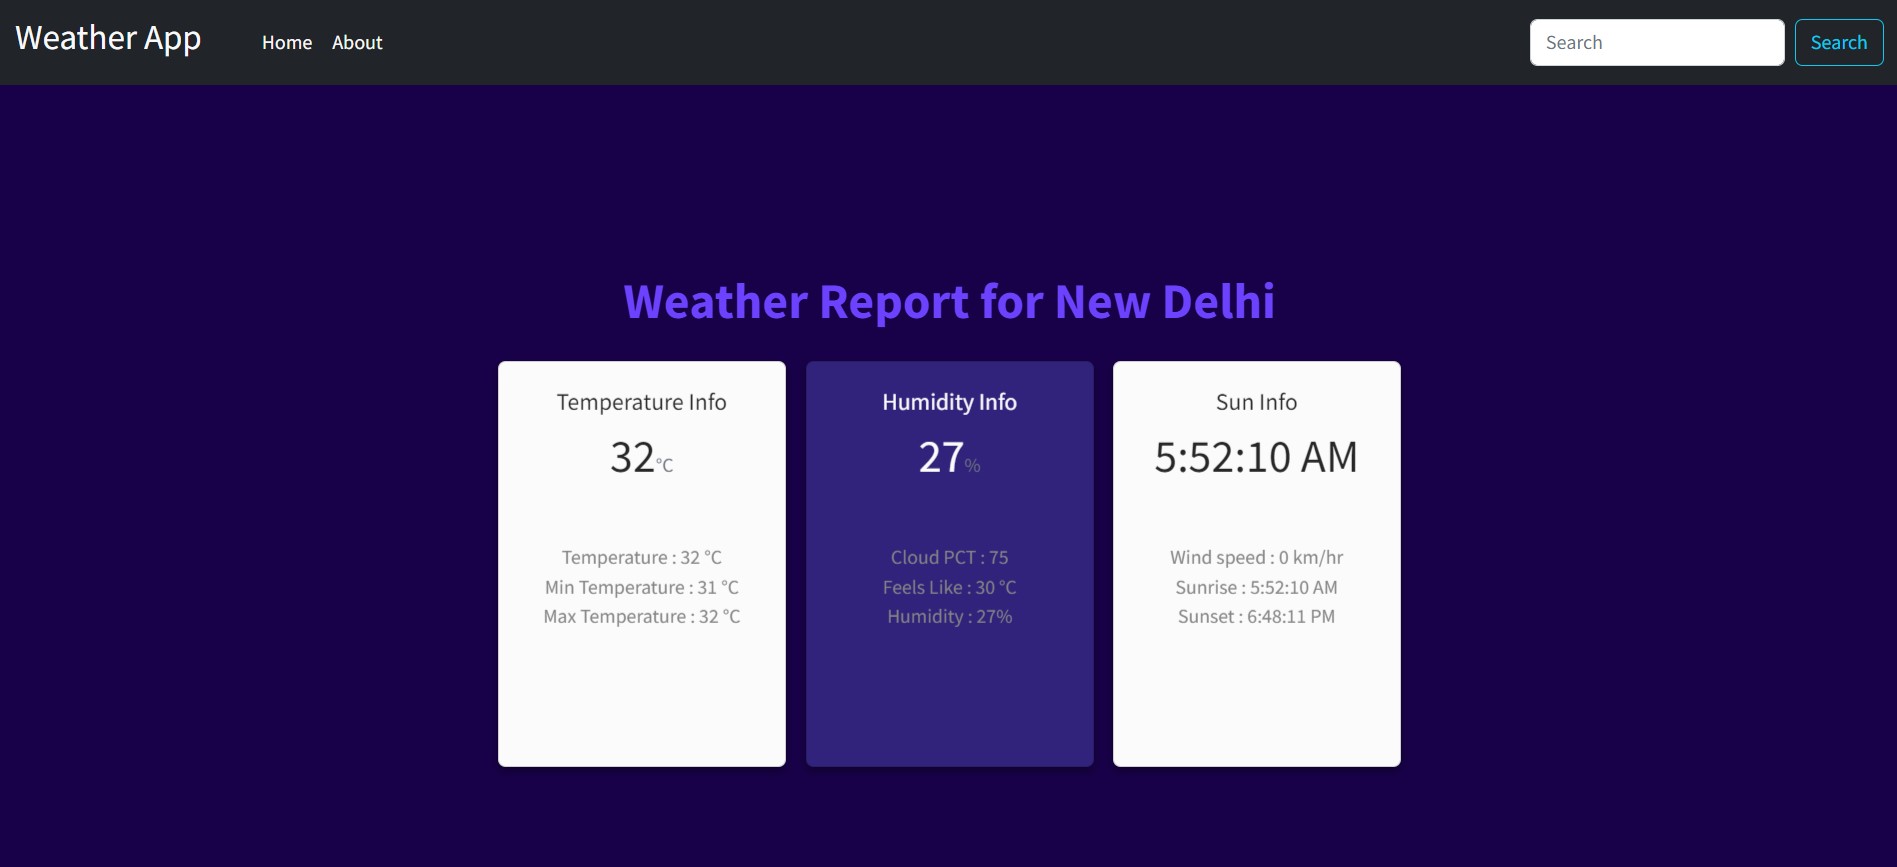 Weather App
Home
About
Search
Search
Weather Report for New Delhi
Temperature Info
32°C
Temperature : 32 °C
Min Temperature : 31 °C
Max Temperature : 32 °C
Humidity Info
27%
Cloud PCT : 75
Feels Like : 30 °C
Humidity : 27%
Sun Info
5:52:10 AM
Wind speed : 0 km/hr
Sunrise : 5:52:10 AM
Sunset : 6:48:11 PM